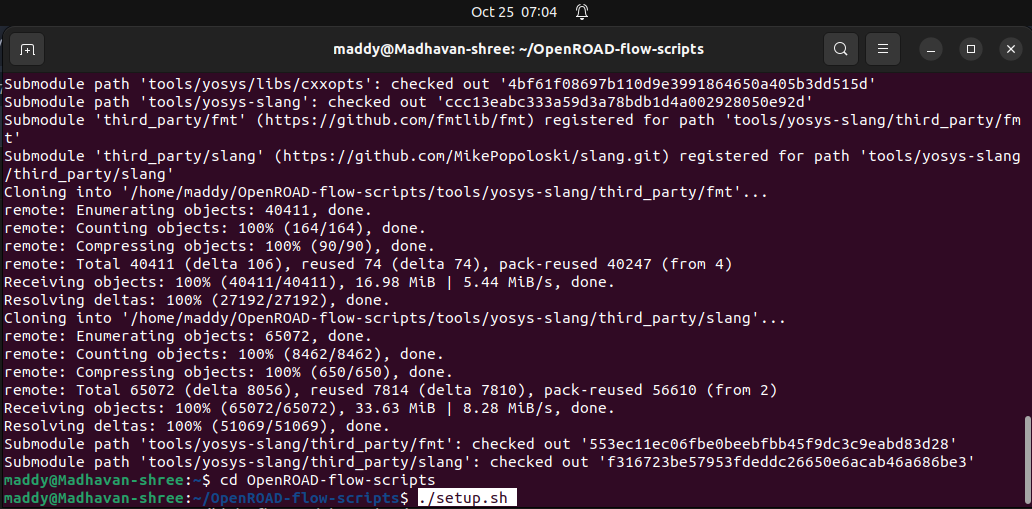 Oct 25 07:04
maddy@Madhavan-shree: ~/OpenROAD-flow-scripts
Submodule path 'tools/yosys/libs/cxxopts': checked out '4bf61f08697b110d9e3991864650a405b3dd515d'
Submodule path 'tools/yosys-slang': checked out 'ccc13eabc333a59d3a78bdb1d4a002928050e92d'
Submodule 'third_party/fmt' (https://github.com/fmtlib/fmt) registered for path 'tools/yosys-slang/third_party/fm
t'
Submodule 'third_party/slang' (https://github.com/MikePopoloski/slang.git) registered for path 'tools/yosys-slang
/third_party/slang'
Cloning into '/home/maddy/OpenROAD-flow-scripts/tools/yosys-slang/third_party/fmt'...
remote: Enumerating objects: 40411, done.
remote: Counting objects: 100% (164/164), done.
remote: Compressing objects: 100% (90/90), done.
remote: Total 40411 (delta 106), reused 74 (delta 74), pack-reused 40247 (from 4)
Receiving objects: 100% (40411/40411), 16.98 MiB | 5.44 MiB/s, done.
Resolving deltas: 100% (27192/27192), done.
Cloning into '/home/maddy/OpenROAD-flow-scripts/tools/yosys-slang/third_party/slang'...
remote: Enumerating objects: 65072, done.
remote: Counting objects: 100% (8462/8462), done.
remote: Compressing objects: 100% (650/650), done.
remote: Total 65072 (delta 8056), reused 7814 (delta 7810), pack-reused 56610 (from 2)
Receiving objects: 100% (65072/65072), 33.63 MiB | 8.28 MiB/s, done.
Resolving deltas: 100% (51069/51069), done.
Submodule path 'tools/yosys-slang/third_party/fmt': checked out '553ec11ec06fbe0beebfbb45f9dc3c9eabd83d28'
Submodule path 'tools/yosys-slang/third_party/slang': checked out 'f316723be57953fdeddc26650e6acab46a686be3'
maddy@Madhavan-shree:~$ cd OpenROAD-flow-scripts
maddy@Madhavan-shree:~/OpenROAD-flow-scripts$ ./setup.sh